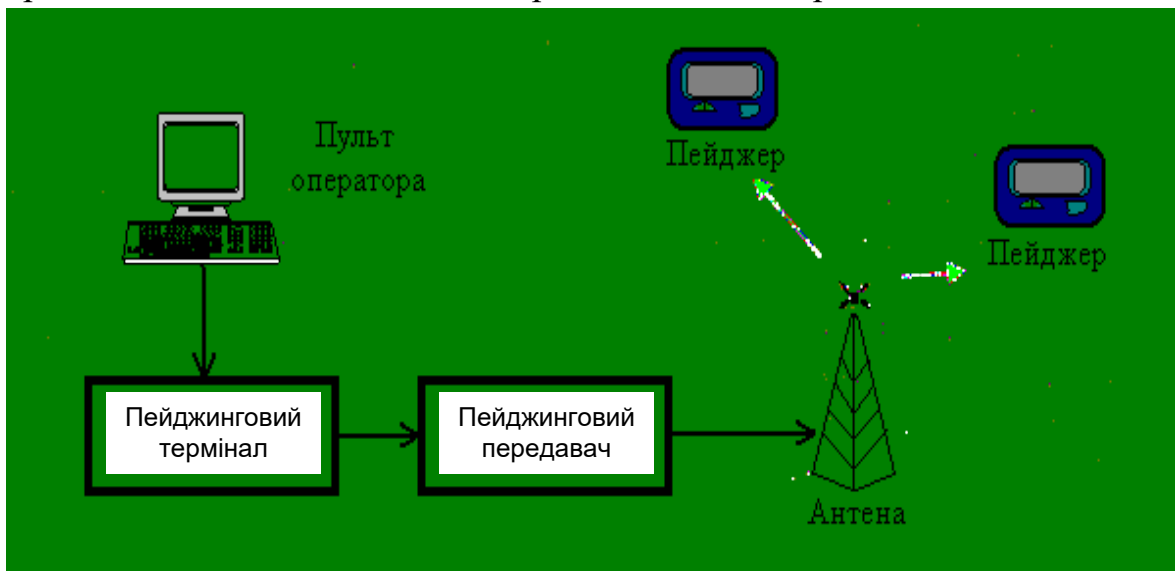 Пульт
оператора
Пейджер
Пейджер
Пейджинговий
термінал
Пейджинговий
передавач
Антена